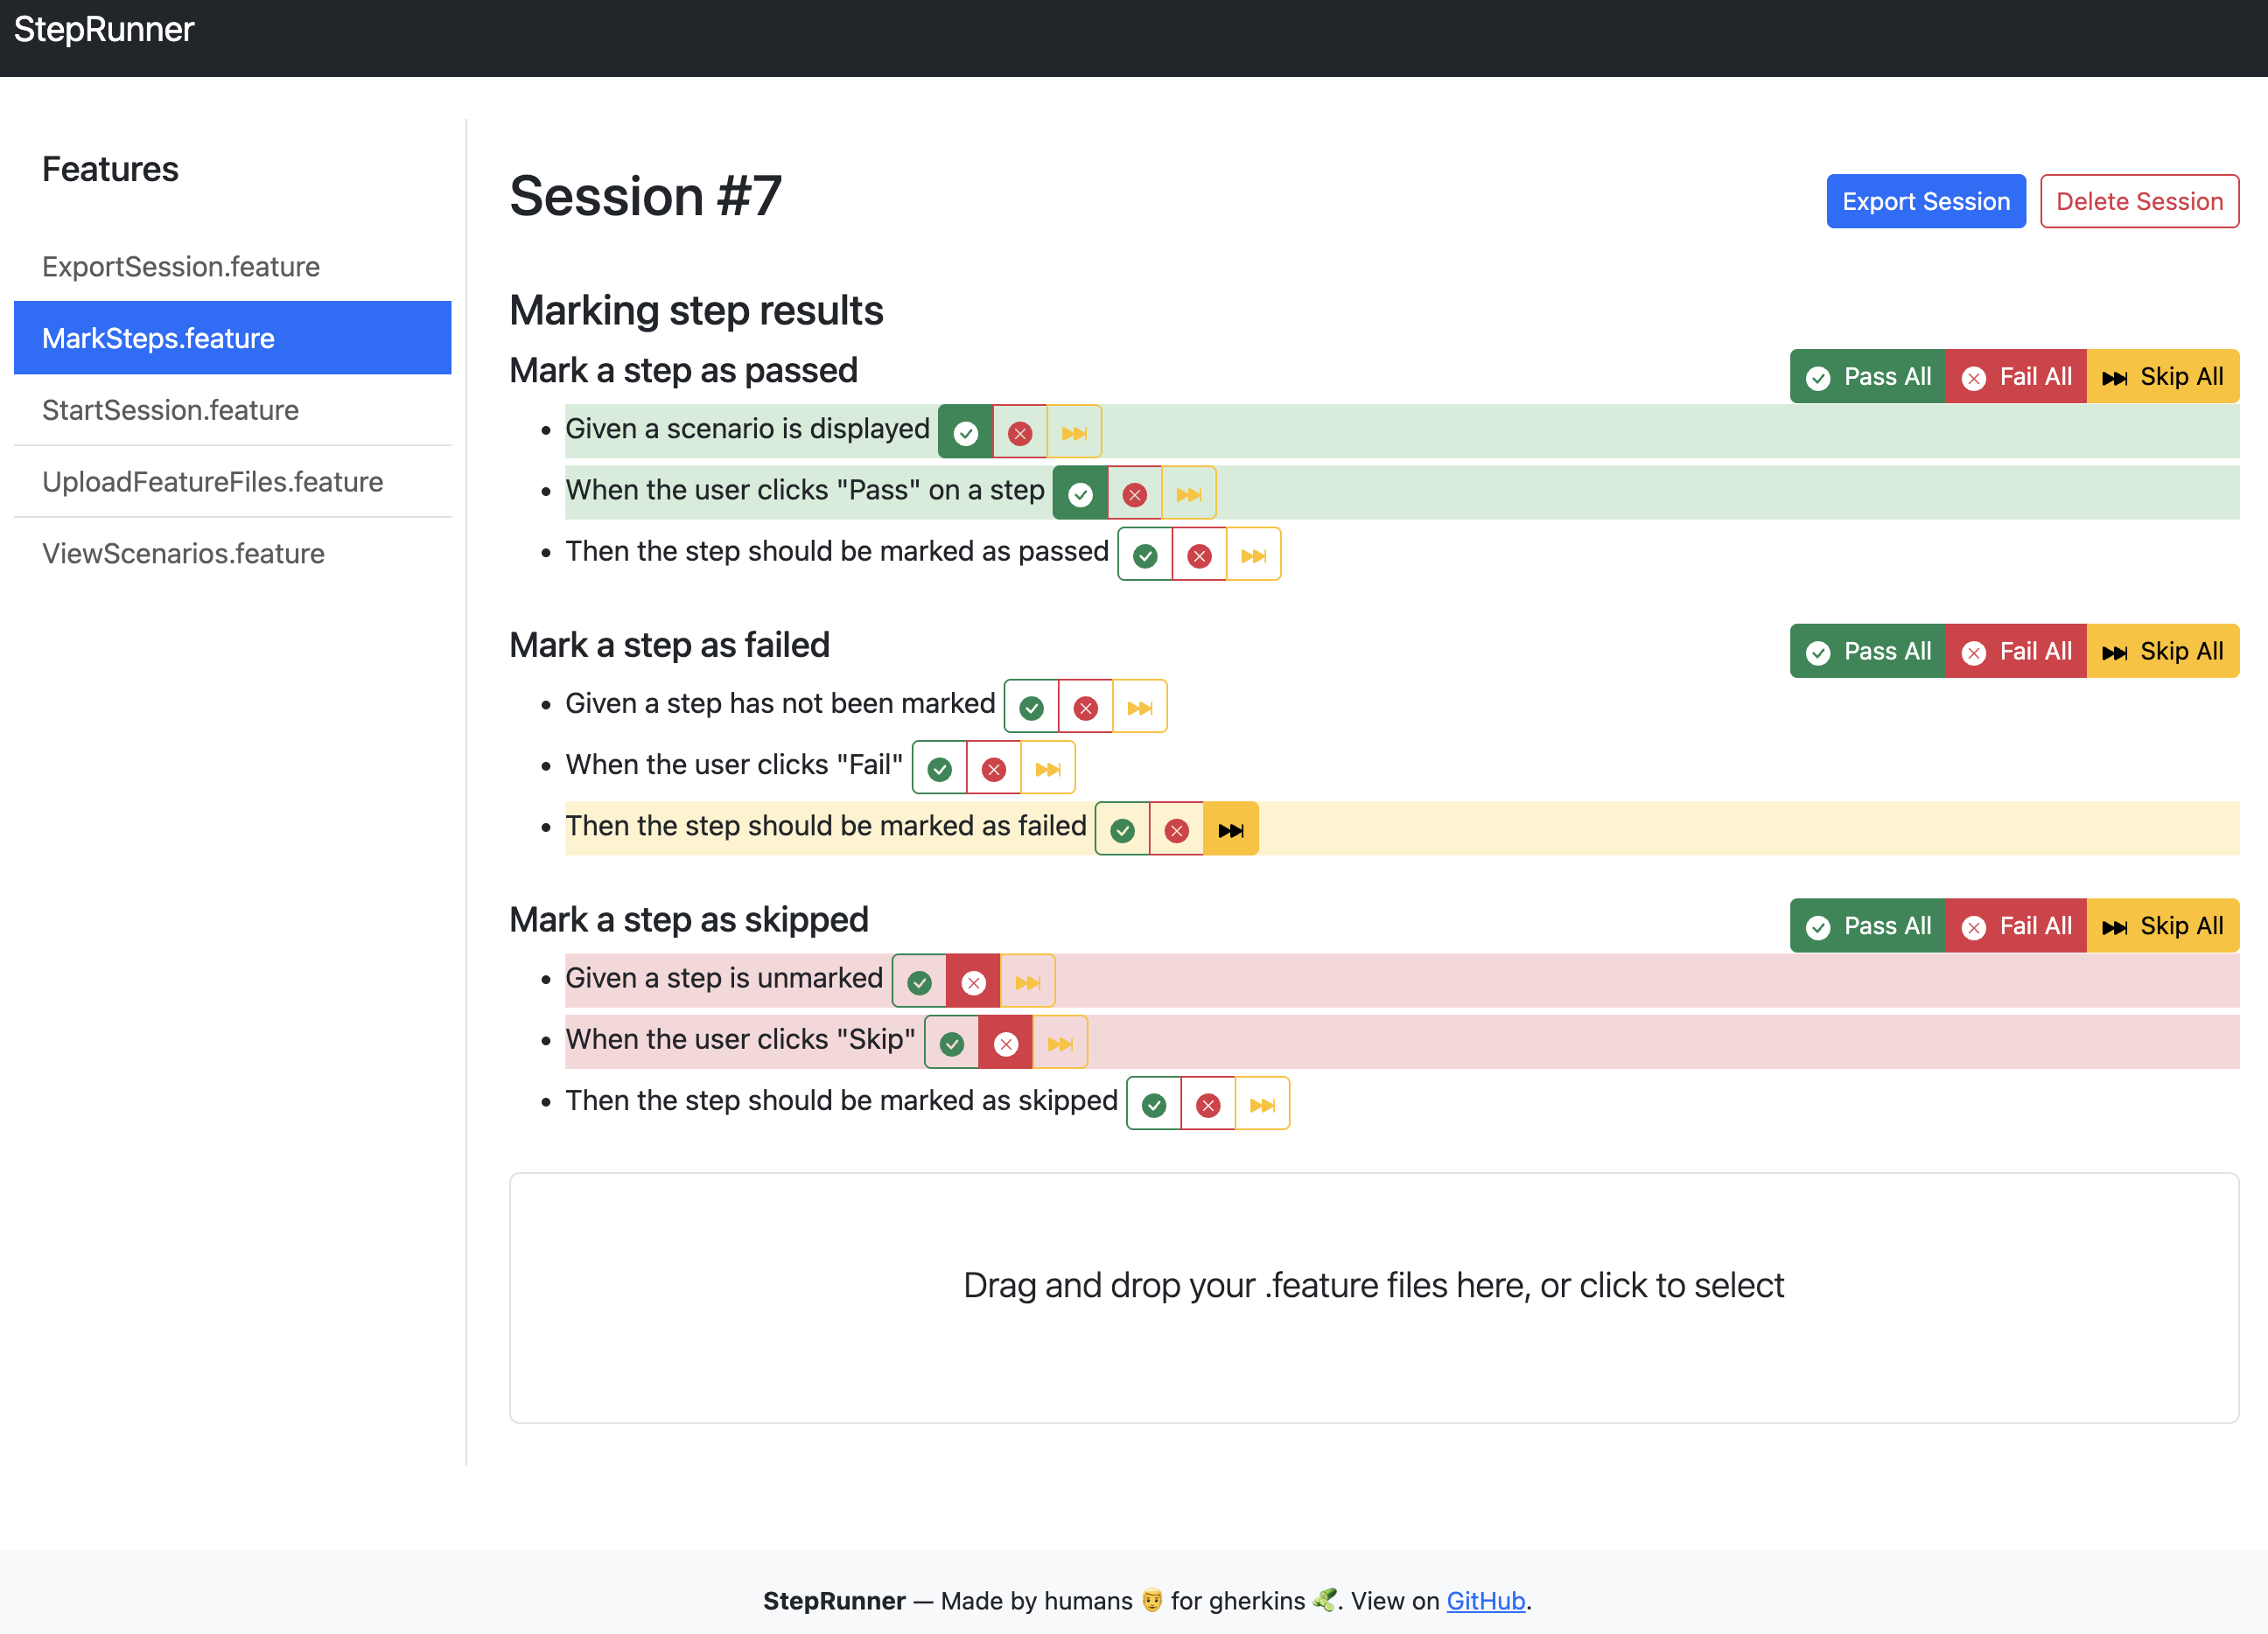 StepRunner
Features
ExportSession.feature
MarkSteps.feature
StartSession.feature
UploadFeatureFiles.feature
ViewScenarios.feature
Session #7
Export Session
Delete Session
Marking step results
Mark a step as passed
Pass All
Fail All
Skip All
Given a scenario is displayed
When the user clicks "Pass" on a step
Then the step should be marked as passed
Mark a step as failed
Pass All
Fail All
Skip All
Given a step has not been marked
When the user clicks "Fail"
Then the step should be marked as failed
Mark a step as skipped
Pass All
Fail All
Skip All
Given a step is unmarked
When the user clicks "Skip"
Then the step should be marked as skipped
Drag and drop your .feature files here, or click to select
StepRunner — Made by humans 👨 for gherkins 🥒. View on GitHub.